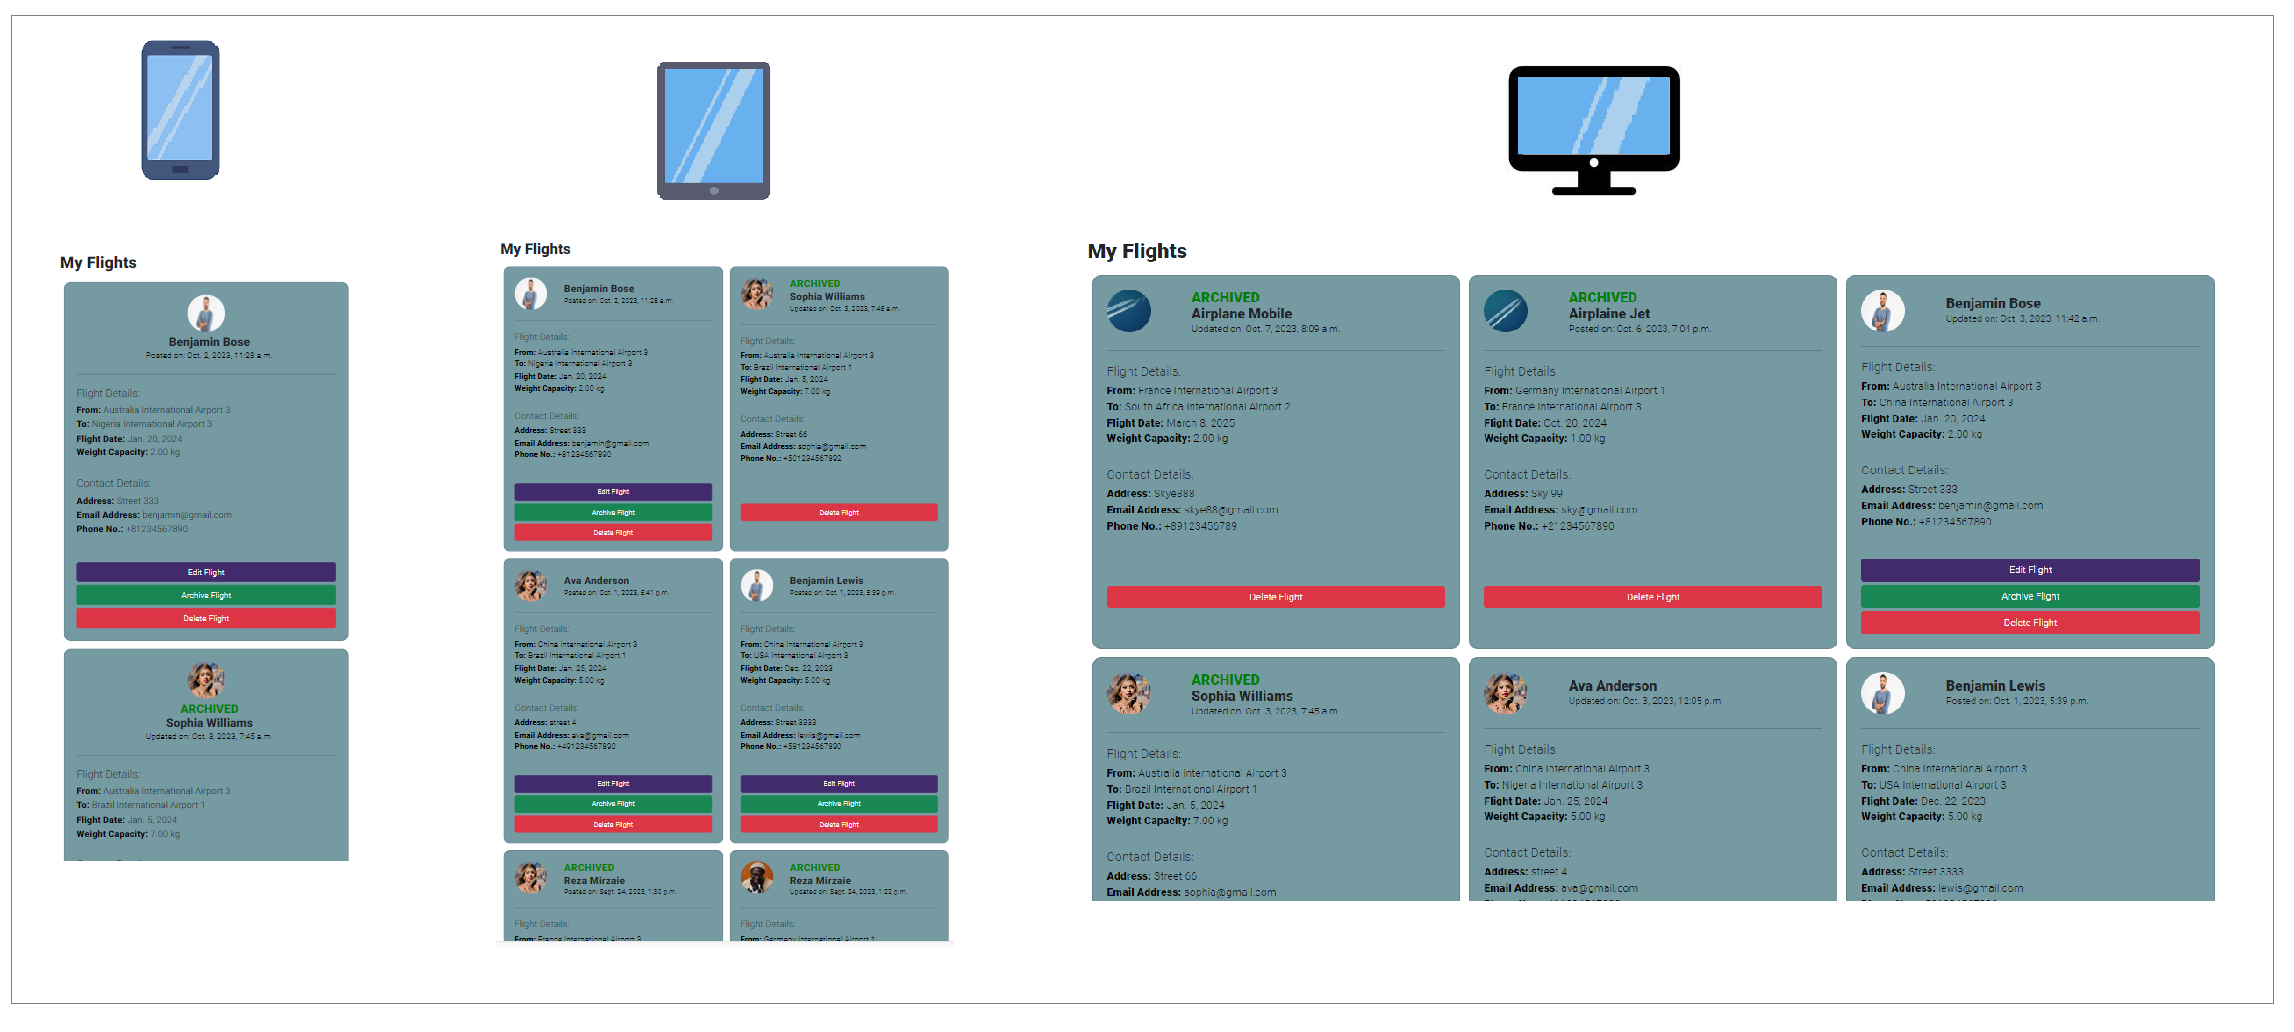 My Flights
Benjamin Bose
Posted on: Oct. 2, 2023, 11:28 a.m.
Flight Details:
From: Australia International Airport 3
To: Nigeria International Airport 3
Flight Date: Jan. 20, 2024
Weight Capacity: 2.00 kg
Contact Details:
Address: Street 333
Email Address: benjamin@gmail.com
Phone No.: +81234567890
Edit Flight
Archive Flight
Delete Flight
ARCHIVED
Sophia Williams
Updated on: Oct. 3, 2023, 7:45 a.m.
Flight Details:
From: Australia International Airport 3
To: Brazil International Airport 1
Flight Date: Jan. 5, 2024
Weight Capacity: 7.00 kg
My Flights
Benjamin Bose
Posted on: Oct. 2, 2023, 11:28 a.m.
Flight Details:
From: Australia International Airport 3
To: Nigeria International Airport 3
Flight Date: Jan. 20, 2024
Weight Capacity: 2.00 kg
Contact Details:
Address: Street 333
Email Address: benjamin@gmail.com
Phone No.: +81234567890
Edit Flight
Archive Flight
Delete Flight
ARCHIVED
Sophia Williams
Updated on: Oct. 3, 2023, 7:45 a.m.
Flight Details:
From: Australia International Airport 3
To: Brazil International Airport 1
Flight Date: Jan. 5, 2024
Weight Capacity: 7.00 kg
Contact Details:
Address: Street 66
Email Address: sophia@gmail.com
Phone No.: +501234567892
Delete Flight
Ava Anderson
Posted on: Oct. 1, 2023, 5:41 p.m.
Flight Details:
From: China International Airport 3
To: Brazil International Airport 1
Flight Date: Jan. 25, 2024
Weight Capacity: 5.00 kg
Contact Details:
Address: street 4
Email Address: ava@gmail.com
Phone No.: +491234567890
Edit Flight
Archive Flight
Delete Flight
Benjamin Lewis
Posted on: Oct. 1, 2023, 5:39 p.m.
Flight Details:
From: China International Airport 3
To: USA International Airport 3
Flight Date: Dec. 22, 2023
Weight Capacity: 5.00 kg
Contact Details:
Address: Street 3333
Email Address: lewis@gmail.com
Phone No.: +581234567890
Edit Flight
Archive Flight
Delete Flight
ARCHIVED
Reza Mirzaie
Posted on: Sept. 24, 2023, 1:30 p.m.
Flight Details:
From: France International Airport 3
ARCHIVED
Reza Mirzaie
Updated on: Sept. 24, 2023, 1:22 p.m.
Flight Details:
From: Germany International Airport 1
My Flights
ARCHIVED
Airplane Mobile
Updated on: Oct. 7, 2023, 8:09 a.m.
Flight Details:
From: France International Airport 3
To: South Africa International Airport 2
Flight Date: March 8, 2025
Weight Capacity: 2.00 kg
Contact Details:
Address: Skye888
Email Address: skye88@gmail.com
Phone No.: +89123456789
Delete Flight
ARCHIVED
Airplaine Jet
Posted on: Oct. 6, 2023, 7:01 p.m.
Flight Details:
From: Germany International Airport 1
To: France International Airport 3
Flight Date: Oct. 20, 2024
Weight Capacity: 1.00 kg
Contact Details:
Address: Sky 99
Email Address: sky@gmail.com
Phone No.: +21234567890
Delete Flight
Benjamin Bose
Updated on: Oct. 3, 2023, 11:42 a.m.
Flight Details:
From: Australia International Airport 3
To: China International Airport 3
Flight Date: Jan. 20, 2024
Weight Capacity: 2.00 kg
Contact Details:
Address: Street 333
Email Address: benjamin@gmail.com
Phone No.: +81234567890
Edit Flight
Archive Flight
Delete Flight
ARCHIVED
Sophia Williams
Updated on: Oct. 3, 2023, 7:45 a.m.
Flight Details:
From: Australia International Airport 3
To: Brazil International Airport 1
Flight Date: Jan. 5, 2024
Weight Capacity: 7.00 kg
Contact Details:
Address: Street 66
Email Address: sophia@gmail.com
Ava Anderson
Updated on: Oct. 3, 2023, 12:05 p.m.
Flight Details:
From: China International Airport 3
To: Nigeria International Airport 3
Flight Date: Jan. 25, 2024
Weight Capacity: 5.00 kg
Contact Details:
Address: street 4
Email Address: ava@gmail.com
Benjamin Lewis
Posted on: Oct. 1, 2023, 5:39 p.m.
Flight Details:
From: China International Airport 3
To: USA International Airport 3
Flight Date: Dec. 22, 2023
Weight Capacity: 5.00 kg
Contact Details:
Address: Street 3333
Email Address: lewis@gmail.com